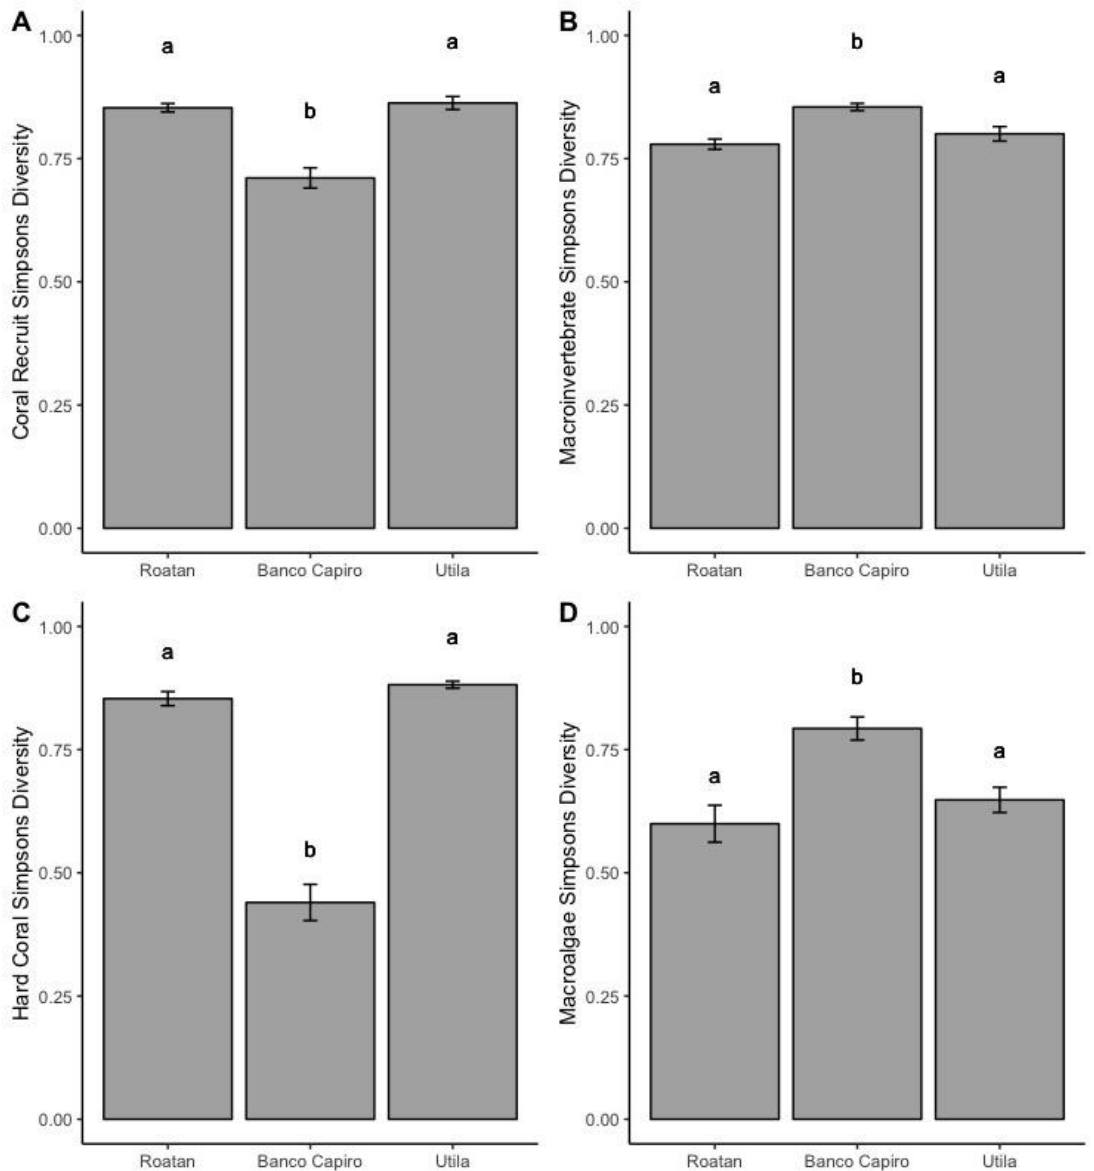 A
Coral Recruit Simpsons Diversity
1.00
0.75
0.50
0.25
0.00
a
b
a
Roatan
Banco Capiro
Utila
B
Macroinvertebrate Simpsons Diversity
1.00
0.75
0.50
0.25
0.00
a
b
a
Roatan
Banco Capiro
Utila
C
Hard Coral Simpsons Diversity
1.00
0.75
0.50
0.25
0.00
a
b
a
Roatan
Banco Capiro
Utila
D
Macroalgae Simpsons Diversity
1.00
0.75
0.50
0.25
0.00
a
b
a
Roatan
Banco Capiro
Utila